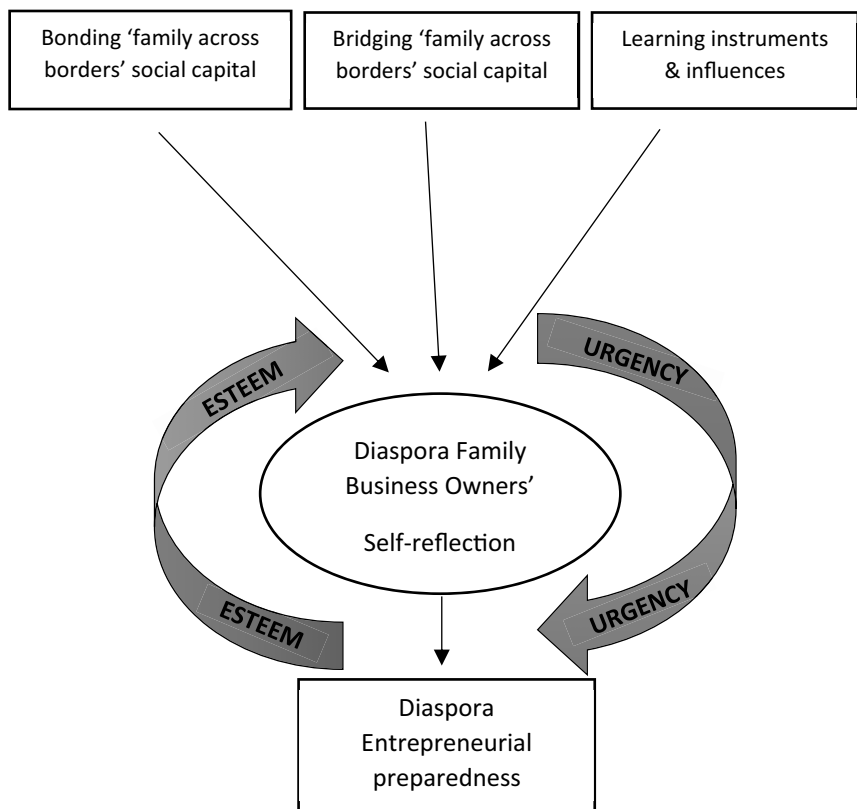 Bonding ‘family across
borders’ social capital
Bridging ‘family across
borders’ social capital
Learning instruments
& influences
ESTEEM
URGENCY
Diaspora Family
Business Owners’
Self-reflection
ESTEEM
URGENCY
Diaspora
Entrepreneurial
preparedness